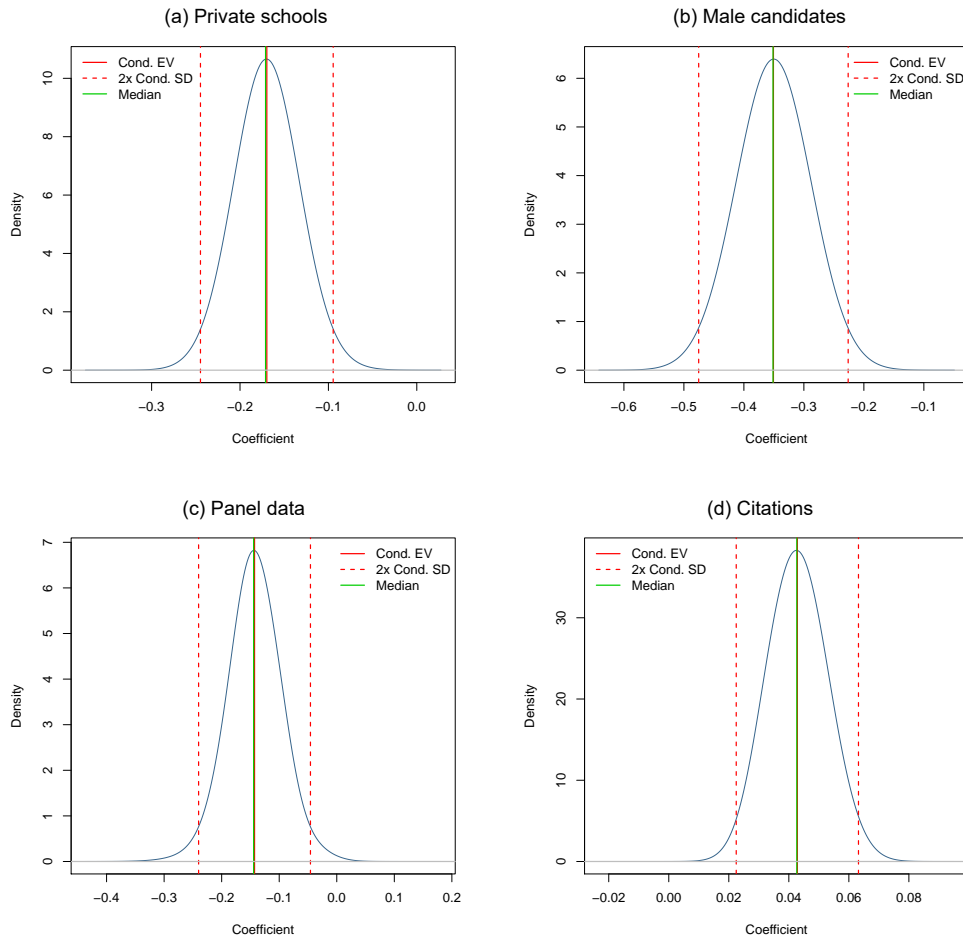 (a) Private schools
Cond. EV
2x Cond. SD
Median
Density
0
2
4
6
8
10
−0.3
−0.2
−0.1
0.0
Coefficient
(b) Male candidates
Cond. EV
2x Cond. SD
Median
Density
0
1
2
3
4
5
6
−0.6
−0.5
−0.4
−0.3
−0.2
−0.1
Coefficient
(c) Panel data
Cond. EV
2x Cond. SD
Median
Density
0
1
2
3
4
5
6
7
−0.4
−0.3
−0.2
−0.1
0.0
0.1
0.2
Coefficient
(d) Citations
Cond. EV
2x Cond. SD
Median
Density
0
10
20
30
−0.02
0.00
0.02
0.04
0.06
0.08
Coefficient